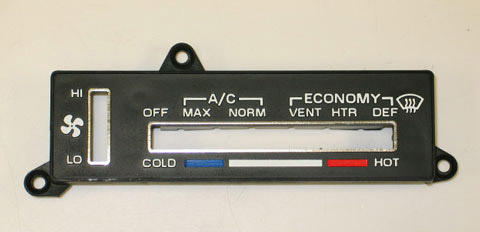 HI
A/C ECONOMY
OFF MAX NORM VENT HTR DEF
LO
COLD HOT